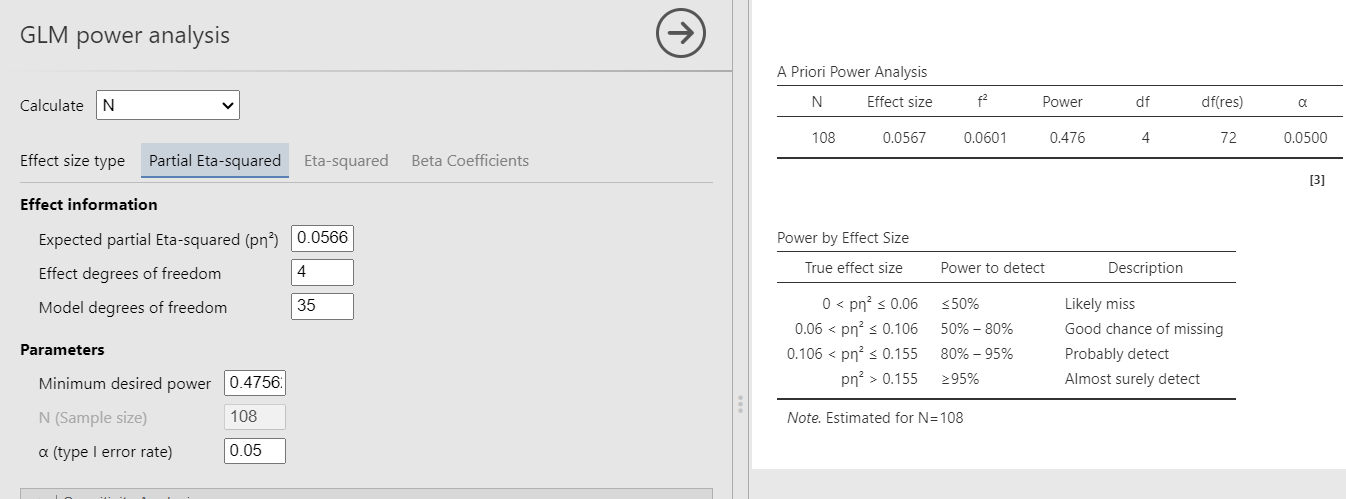 GLM power analysis
Calculate N
Effect size type Partial Eta-squared Eta-squared Beta Coefficients
Effect information
Expected partial Eta-squared (pη²) 0.0566
Effect degrees of freedom 4
Model degrees of freedom 35
Parameters
Minimum desired power 0.4756
N (Sample size) 108
α (type I error rate) 0.05
A Priori Power Analysis
N Effect size f² Power df df(res) α
108 0.0567 0.0601 0.476 4 72 0.0500
[3]
Power by Effect Size
True effect size Power to detect Description
0 < pη² ≤ 0.06 ≤50% Likely miss
0.06 < pη² ≤ 0.106 50% – 80% Good chance of missing
0.106 < pη² ≤ 0.155 80% – 95% Probably detect
pη² > 0.155 ≥95% Almost surely detect
Note. Estimated for N=108